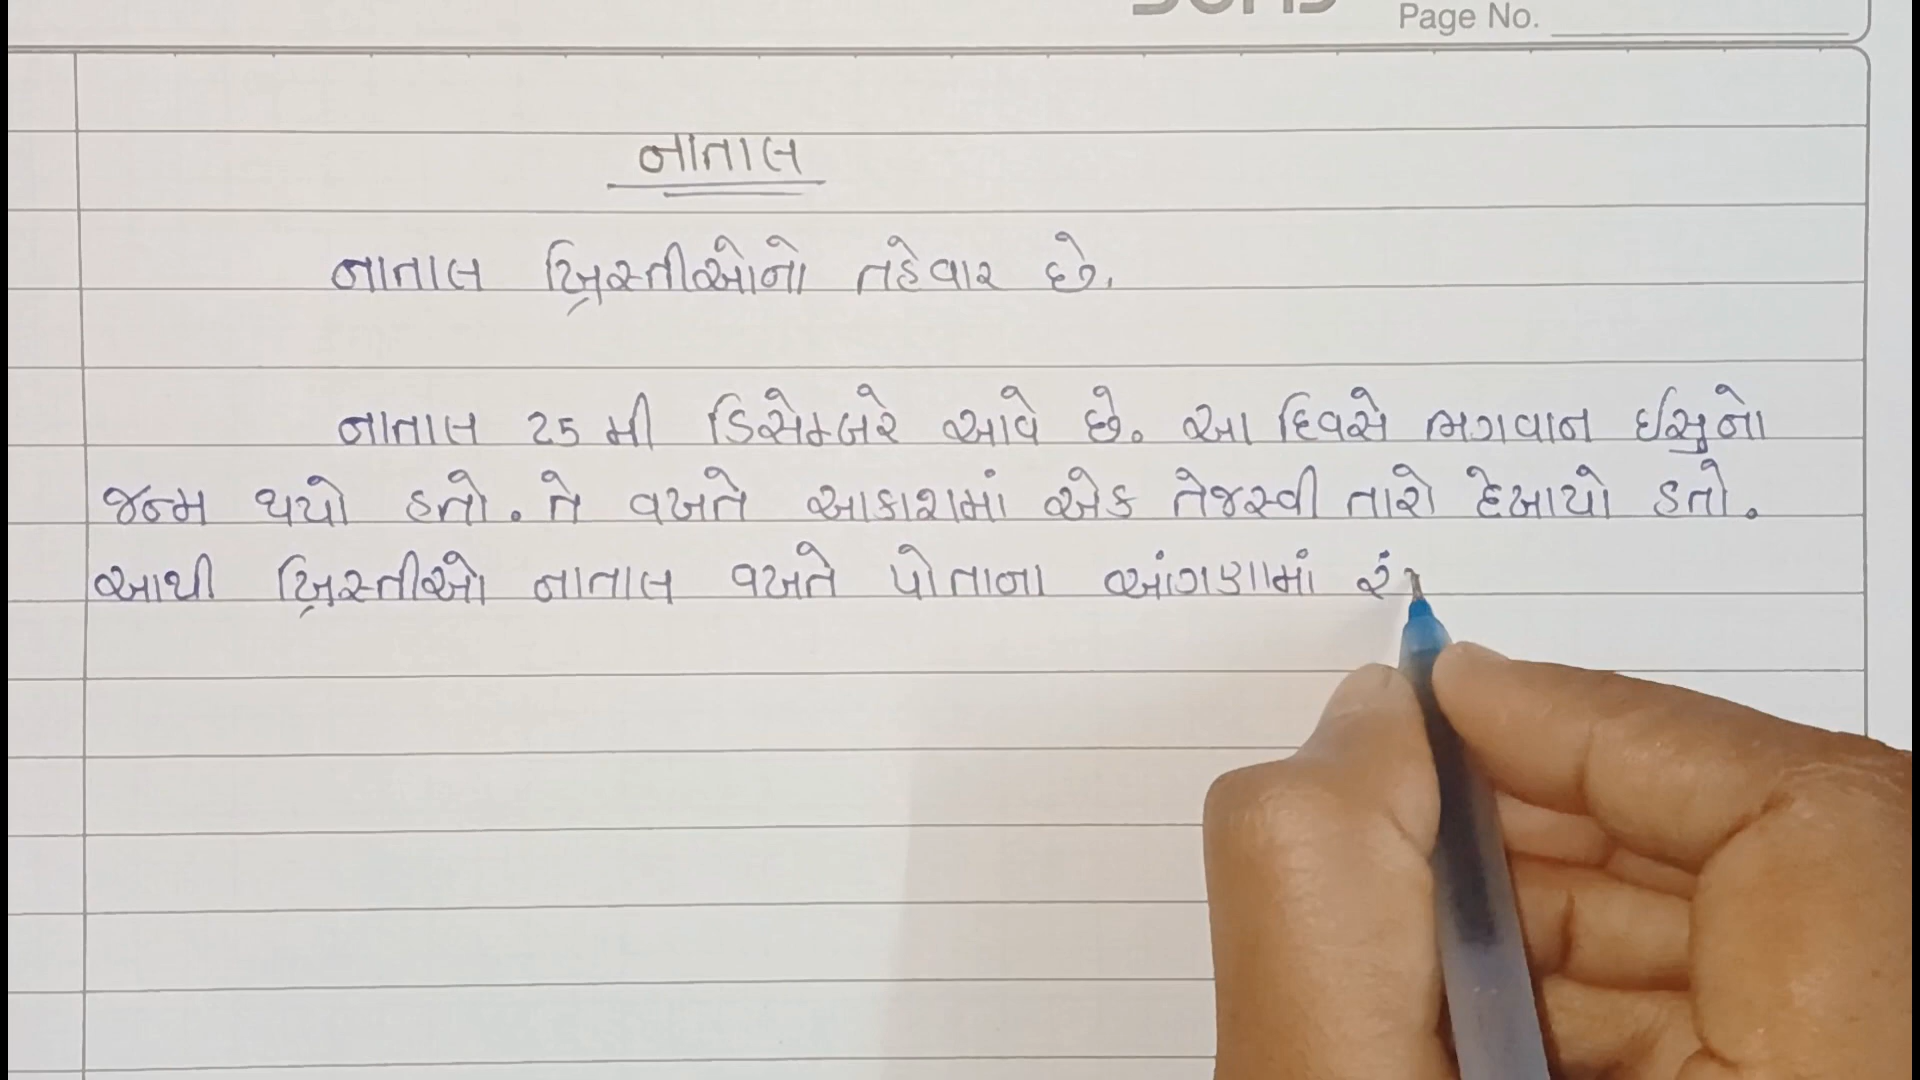 Page No.
નાતાલ
નાતાલ ખ્રિસ્તીઓનો તહેવાર છે.
નાતાલ 25 મી ડિસેમ્બરે આવે છે. આ દિવસે ભગવાન ઈસુનો
જન્મ થયો હતો. તે વખતે આકાશમાં એક તેજસ્વી તારો દેખાયો હતો.
આથી ખ્રિસ્તીઓ નાતાલ વખતે પોતાના આંગણામાં રં